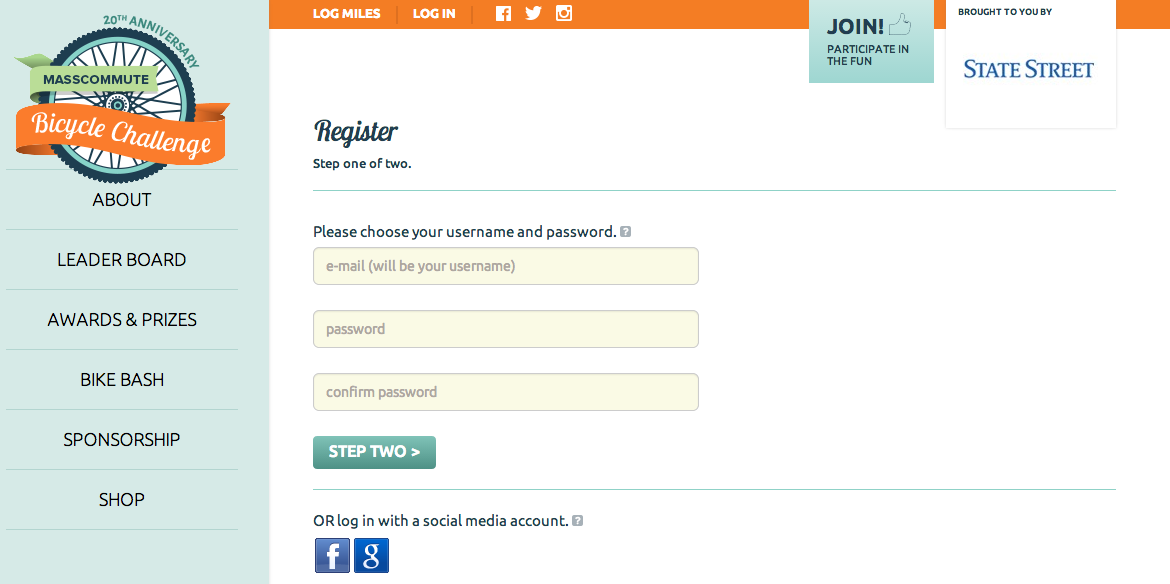 20TH ANNIVERSARY
MASSCOMMUTE
Bicycle Challenge
ABOUT
LEADER BOARD
AWARDS & PRIZES
BIKE BASH
SPONSORSHIP
SHOP
LOG MILES
LOG IN
JOIN!
PARTICIPATE IN
THE FUN
BROUGHT TO YOU BY
STATE STREET
Register
Step one of two.
Please choose your username and password. ?
e-mail (will be your username)
password
confirm password
STEP TWO >
OR log in with a social media account. ?